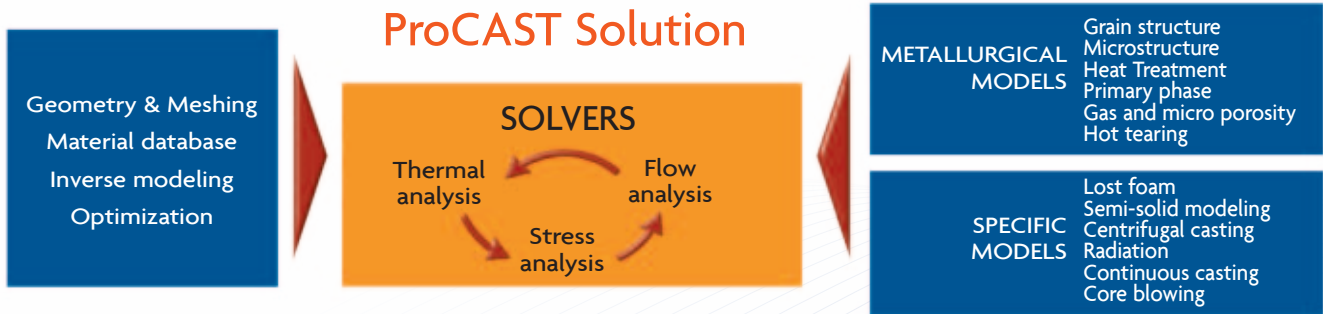 ProCAST Solution
Geometry & Meshing
Material database
Inverse modeling
Optimization
SOLVERS
Thermal
analysis
Flow
analysis
Stress
analysis
METALLURGICAL
MODELS
Grain structure
Microstructure
Heat Treatment
Primary phase
Gas and micro porosity
Hot tearing
SPECIFIC
MODELS
Lost foam
Semi-solid modeling
Centrifugal casting
Radiation
Continuous casting
Core blowing